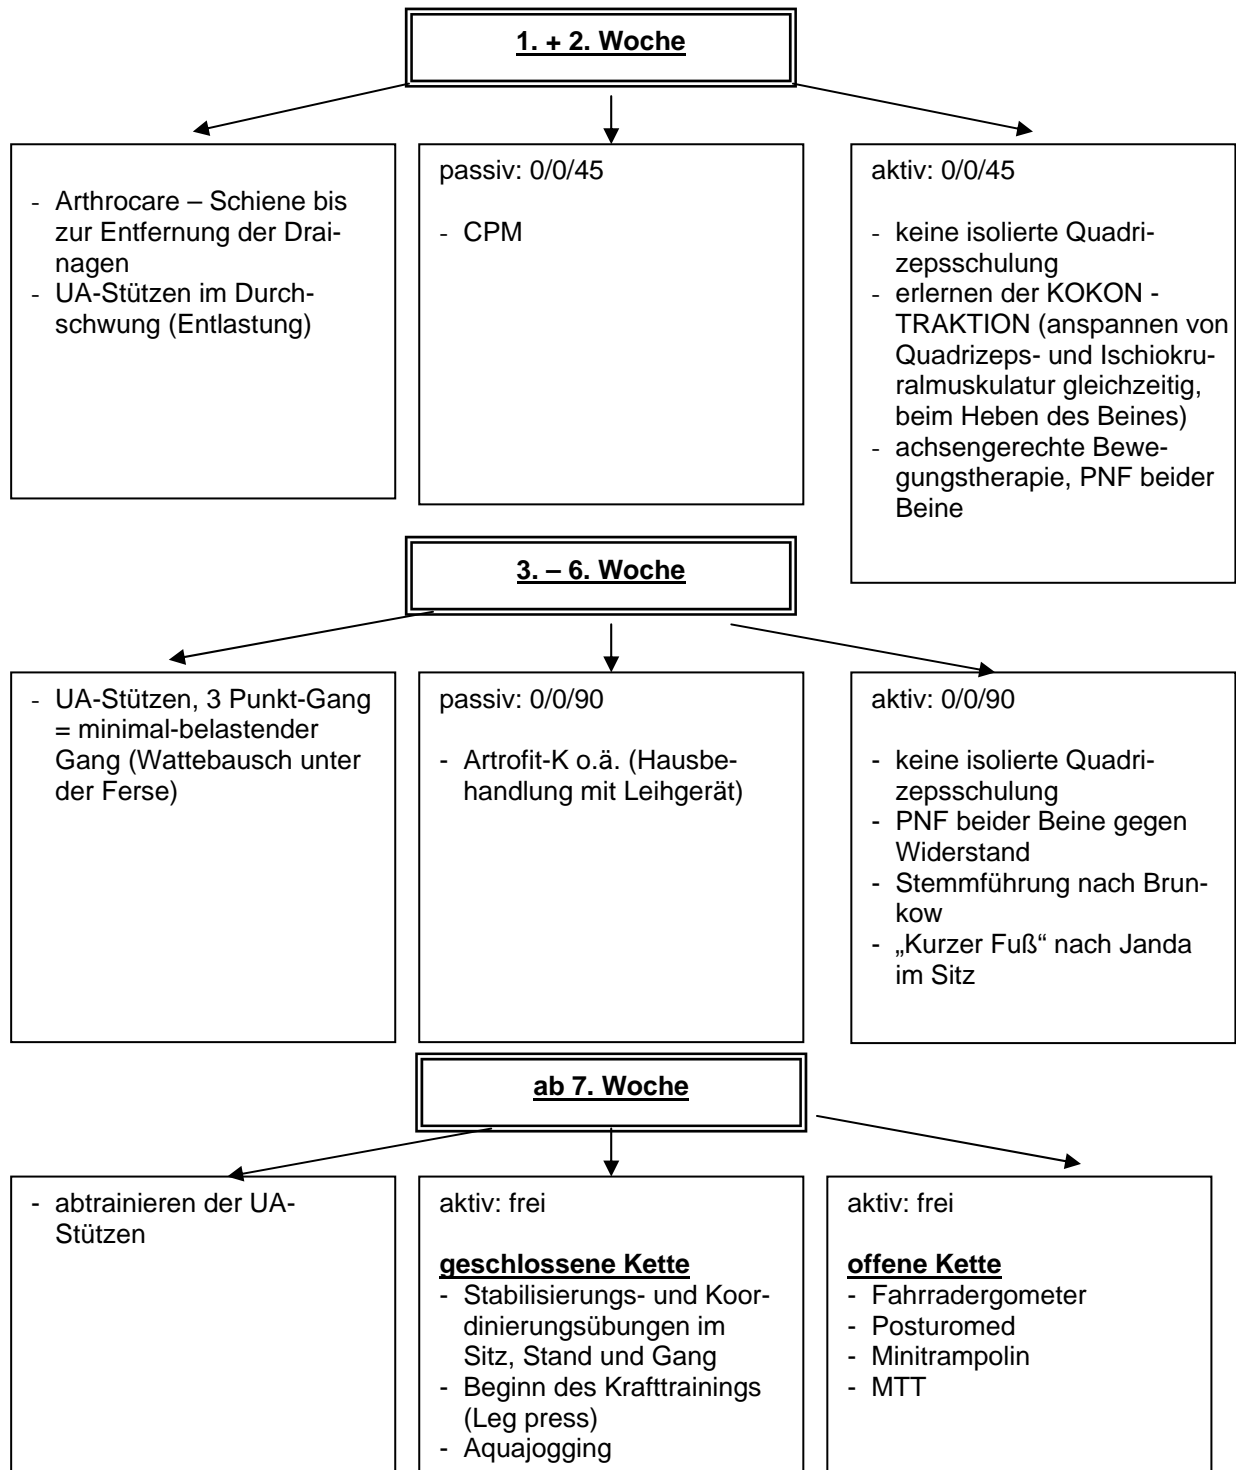 1. + 2. Woche
- Arthrocare – Schiene bis
zur Entfernung der Drai-
nagen
- UA-Stützen im Durch-
schwung (Entlastung)
passiv: 0/0/45
- CPM
aktiv: 0/0/45
- keine isolierte Quadri-
zepsschulung
- erlernen der KOKON -
TRAKTION (anspannen von
Quadrizeps- und Ischiokru-
ralmuskulatur gleichzeitig,
beim Heben des Beines)
- achsengerechte Bewe-
gungstherapie, PNF beider
Beine
3. – 6. Woche
- UA-Stützen, 3 Punkt-Gang
= minimal-belastender
Gang (Wattebausch unter
der Ferse)
passiv: 0/0/90
- Artrofit-K o.ä. (Hausbe-
handlung mit Leihgerät)
aktiv: 0/0/90
- keine isolierte Quadri-
zepsschulung
- PNF beider Beine gegen
Widerstand
- Stemmführung nach Brun-
kow
- „Kurzer Fuß“ nach Janda
im Sitz
ab 7. Woche
- abtrainieren der UA-
Stützen
aktiv: frei
geschlossene Kette
- Stabilisierungs- und Koor-
dinierungsübungen im
Sitz, Stand und Gang
- Beginn des Krafttrainings
(Leg press)
- Aquajogging
aktiv: frei
offene Kette
- Fahrradergometer
- Posturomed
- Minitrampolin
- MTT